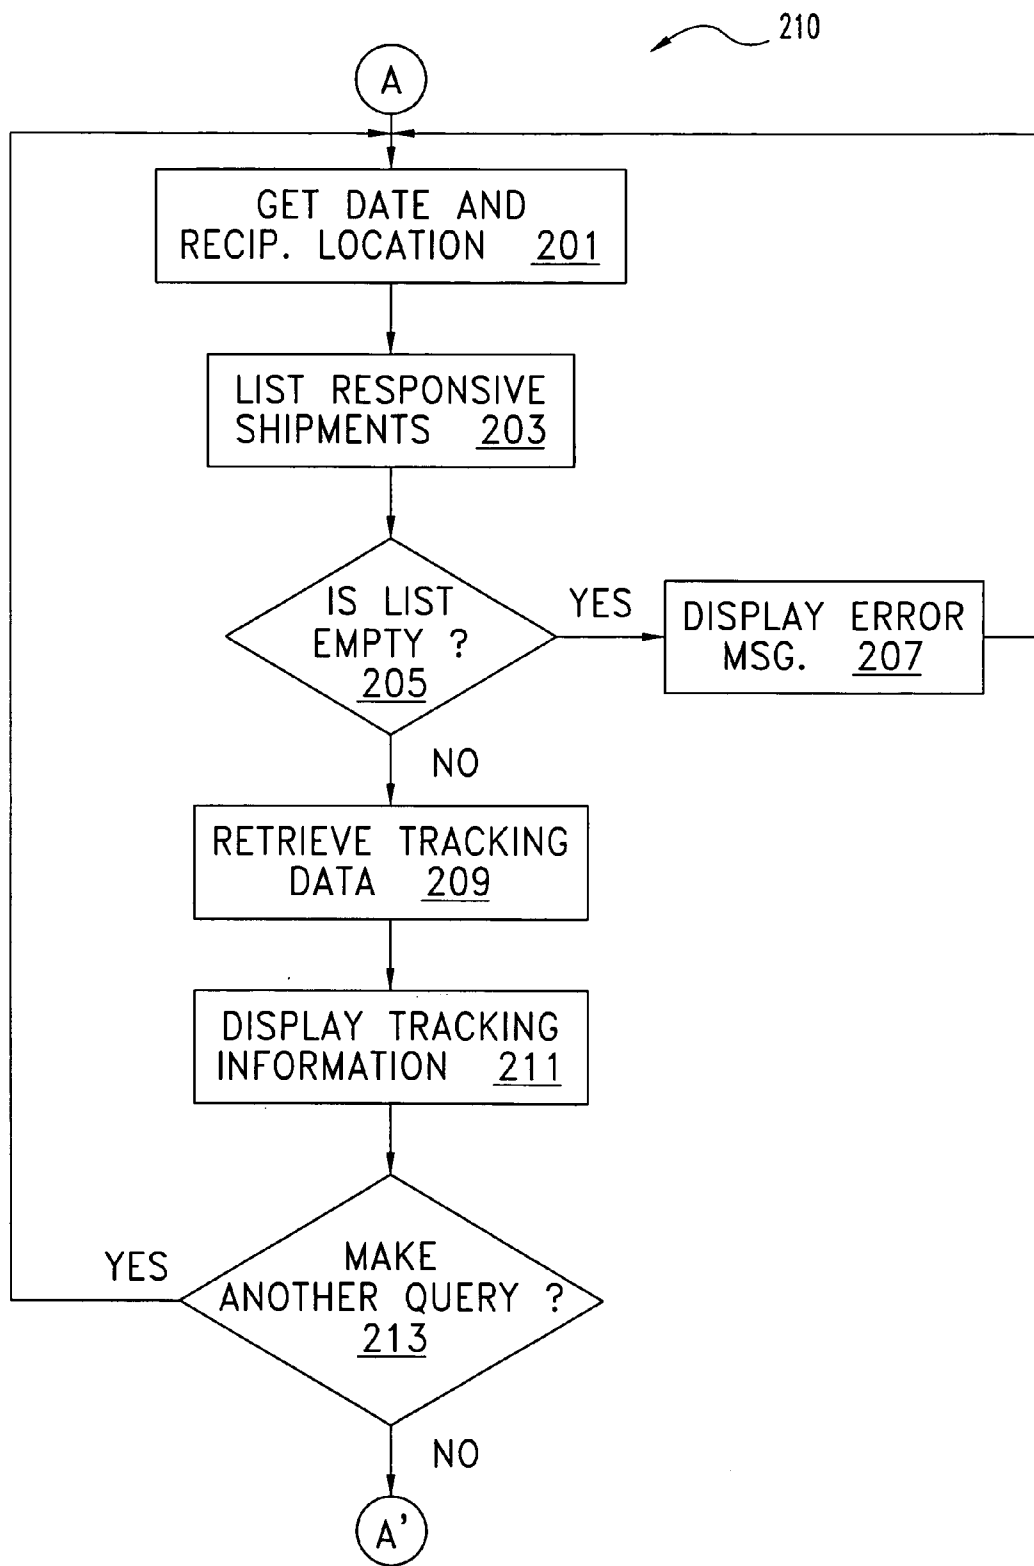 210
A
GET DATE AND
RECIP. LOCATION 201
LIST RESPONSIVE
SHIPMENTS 203
IS LIST
EMPTY ?
205
YES
DISPLAY ERROR
MSG. 207
NO
RETRIEVE TRACKING
DATA 209
DISPLAY TRACKING
INFORMATION 211
YES
MAKE
ANOTHER QUERY ?
213
NO
A'